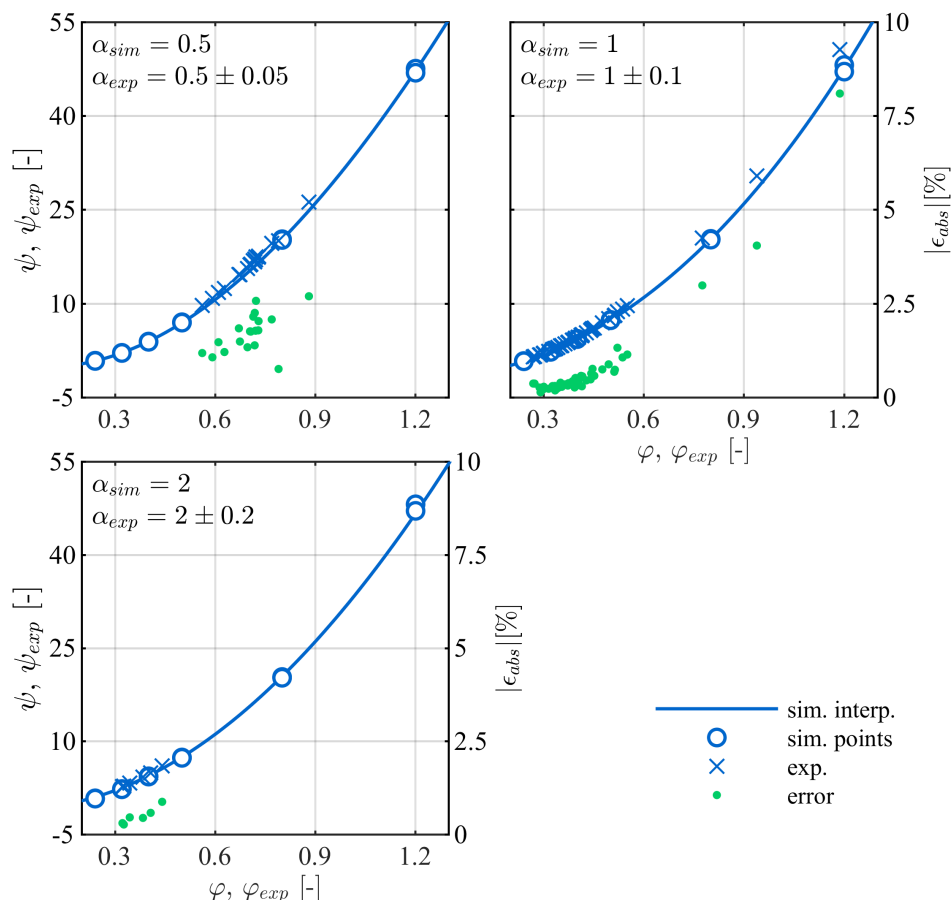 55
40
25
10
-5
0.3
0.6
0.9
1.2
ψ, ψ_exp [-]
α_sim = 0.5
α_exp = 0.5 ± 0.05
α_sim = 1
α_exp = 1 ± 0.1
10
7.5
5
2.5
0
|ϵ_abs|[%]
0.3
0.6
0.9
1.2
φ, φ_exp [-]
55
40
25
10
-5
ψ, ψ_exp [-]
α_sim = 2
α_exp = 2 ± 0.2
10
7.5
5
2.5
0
|ϵ_abs|[%]
0.3
0.6
0.9
1.2
φ, φ_exp [-]
sim. interp.
sim. points
exp.
error